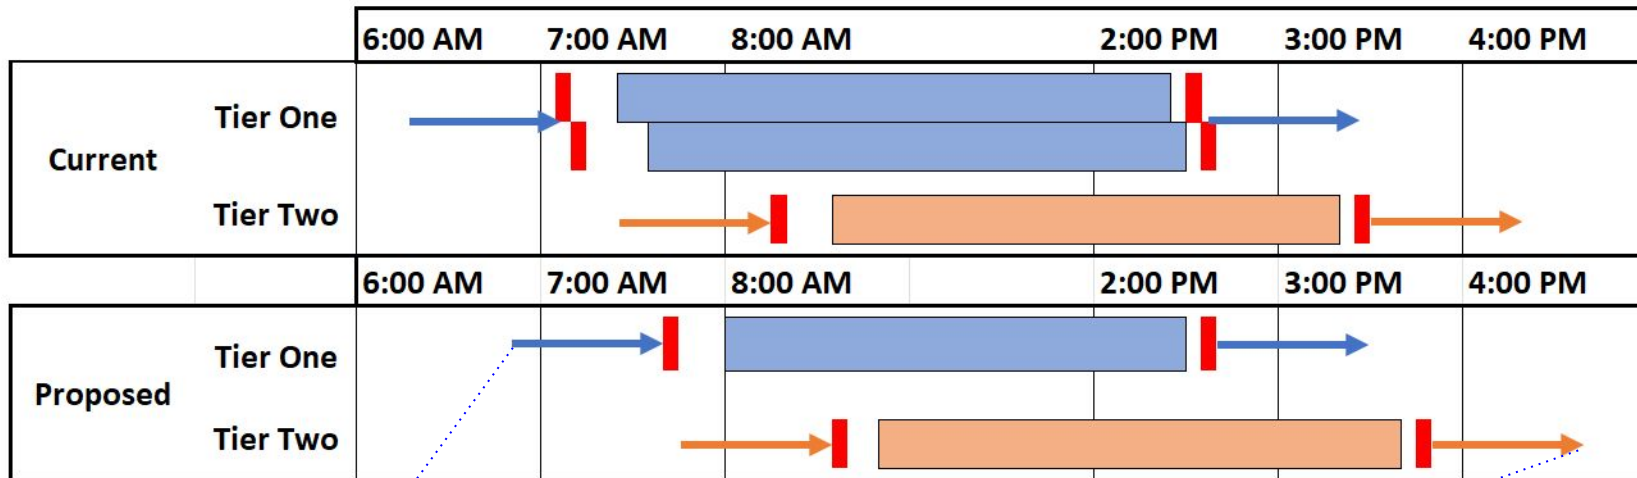 6:00 AM 7:00 AM 8:00 AM 2:00 PM 3:00 PM 4:00 PM
Tier One
Current
Tier Two
6:00 AM 7:00 AM 8:00 AM 2:00 PM 3:00 PM 4:00 PM
Tier One
Proposed
Tier Two